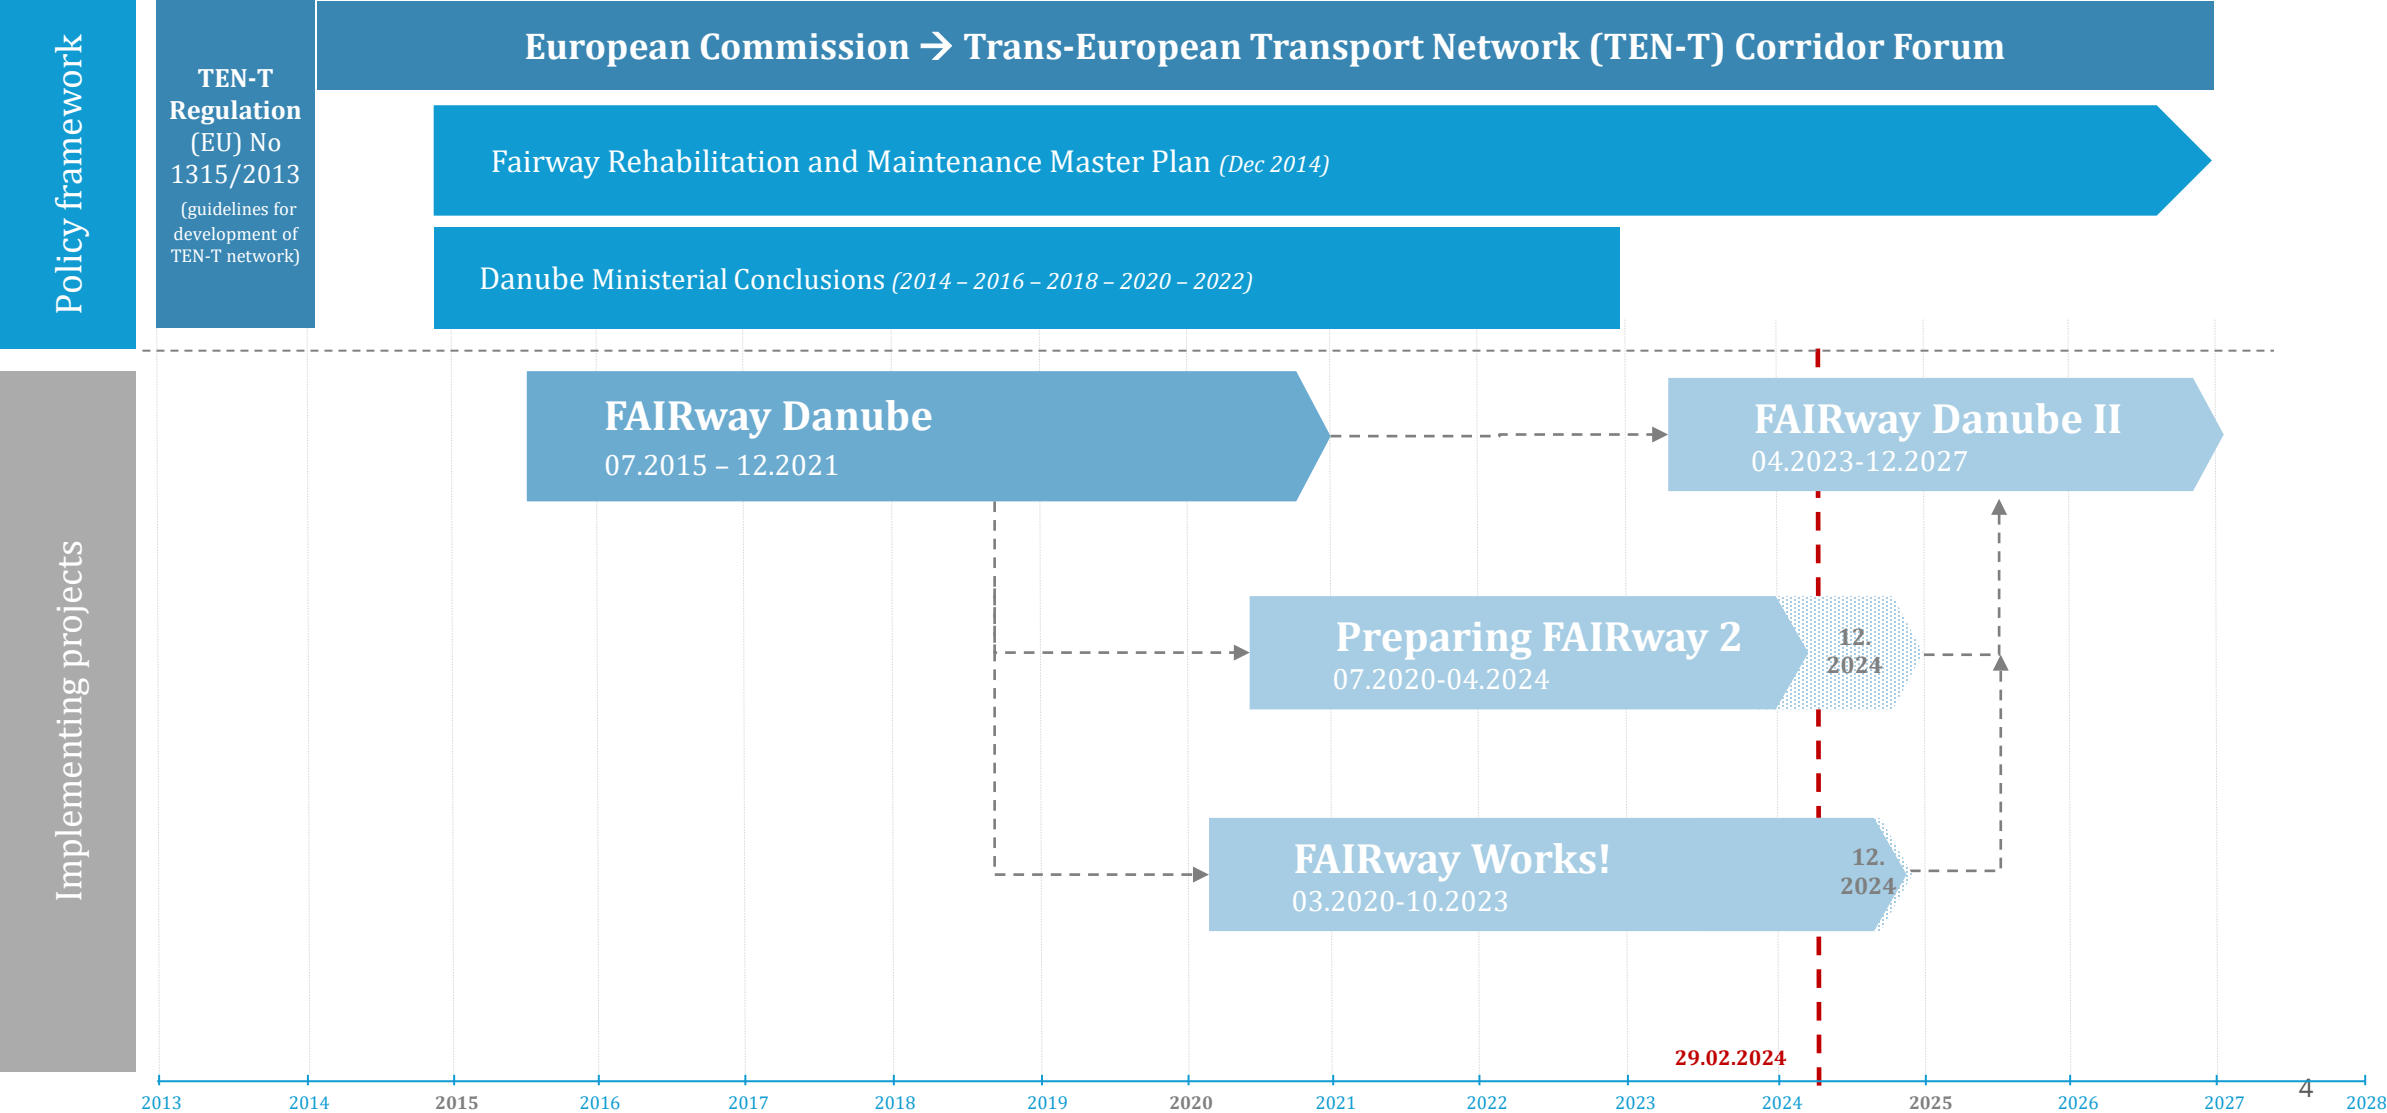 Policy framework
TEN-T
Regulation
(EU) No
1315/2013
(guidelines for
development of
TEN-T network)
European Commission → Trans-European Transport Network (TEN-T) Corridor Forum
Fairway Rehabilitation and Maintenance Master Plan (Dec 2014)
Danube Ministerial Conclusions (2014 – 2016 – 2018 – 2020 – 2022)
Implementing projects
FAIRway Danube
07.2015 – 12.2021
FAIRway Danube II
04.2023-12.2027
Preparing FAIRway 2
07.2020-04.2024
12.
2024
FAIRway Works!
03.2020-10.2023
12.
2024
29.02.2024
4
2013 2014 2015 2016 2017 2018 2019 2020 2021 2022 2023 2024 2025 2026 2027 2028